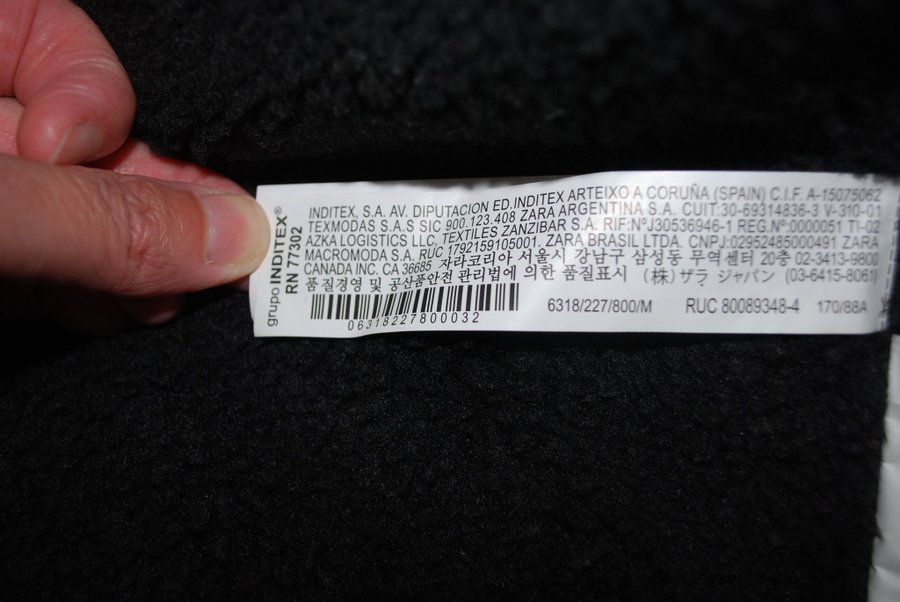 grupo INDITEX®
RN 77302
INDITEX, S.A. AV. DIPUTACION ED.INDITEX ARTEIXO A CORUÑA (SPAIN) C.I.F. A-15075062
TEXMODAS S.A.S SIC 900.123.408 ZARA ARGENTINA S.A. CUIT:30-69314836-3 V-310-01
AZKA LOGISTICS LLC, TEXTILES ZANZIBAR S.A. RIF:NºJ30536946-1 REG.Nº:0000051 TI-02
MACROMODA S.A. RUC 1792159105001. ZARA BRASIL LTDA. CNPJ:02952485000491 ZARA
CANADA INC. CA 36685 자라코리아 서울시 강남구 삼성동 무역센터 20층 02-3413-9800
품질경영 및 공산품안전 관리법에 의한 품질표시 (株) ザラ ジャパン (03-6415-8061)
06318227800032 6318/227/800/M RUC 80089348-4 170/88A